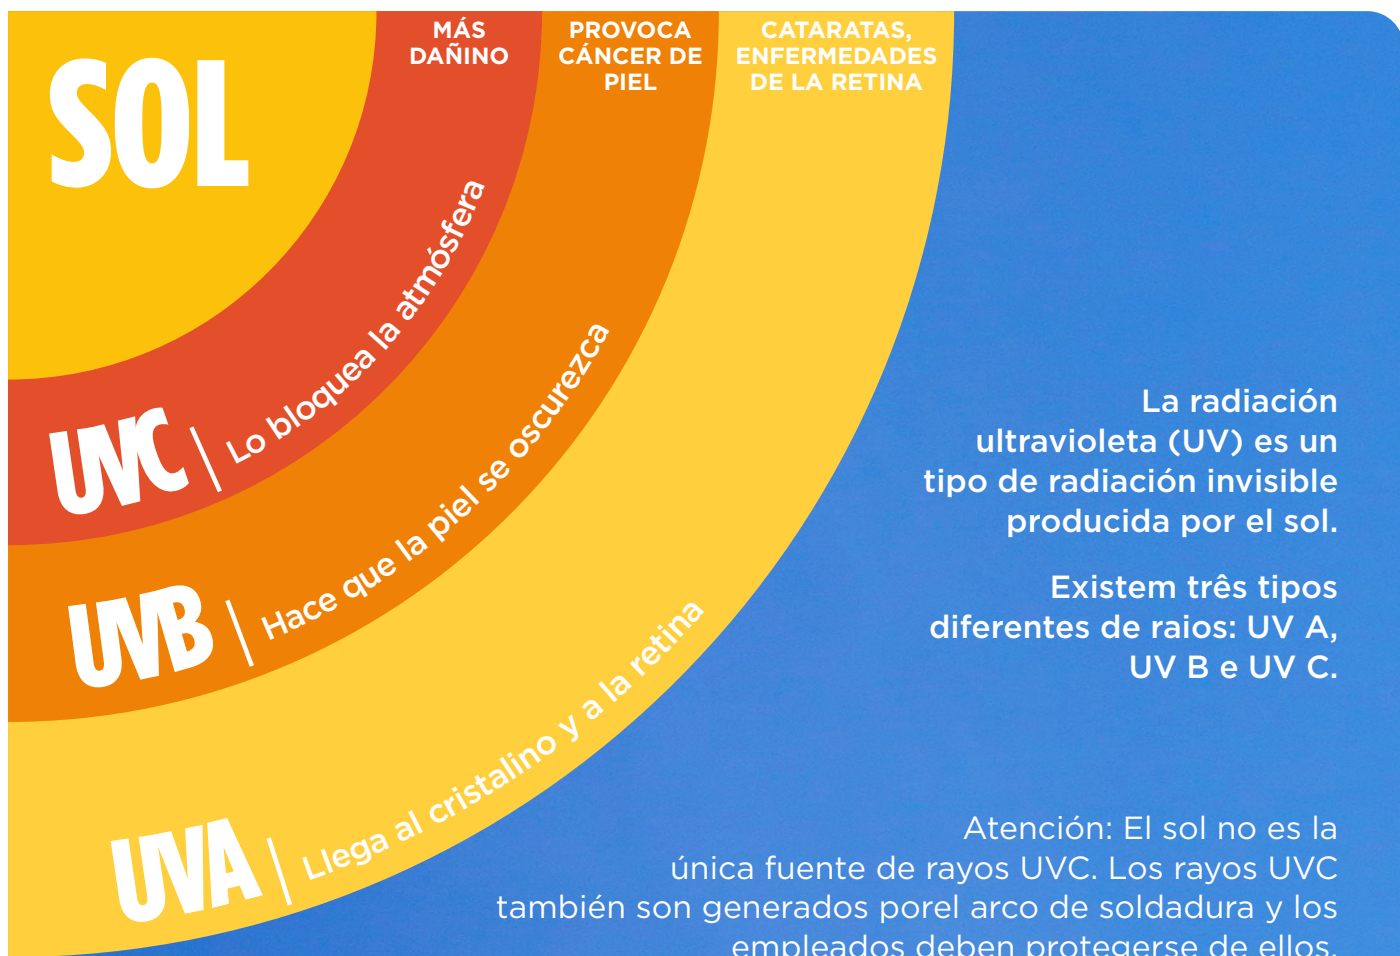 SOL
MÁS
DAÑINO
PROVOCA
CÁNCER DE
PIEL
CATARATAS,
ENFERMEDADES
DE LA RETINA
UVC | Lo bloquea la atmósfera
UVB | Hace que la piel se oscurezca
UVA | Llega al cristalino y a la retina
La radiación
ultravioleta (UV) es un
tipo de radiación invisible
producida por el sol.
Existem três tipos
diferentes de raios: UV A,
UV B e UV C.
Atención: El sol no es la
única fuente de rayos UVC. Los rayos UVC
también son generados porel arco de soldadura y los
empleados deben protegerse de ellos.